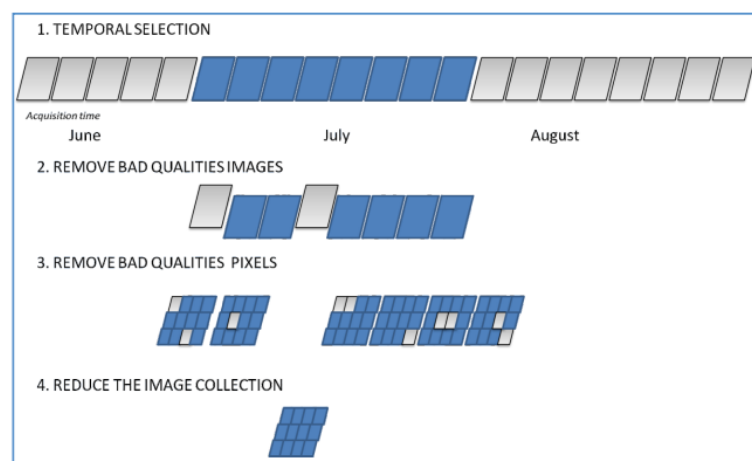 1. TEMPORAL SELECTION
Acquisition time
June July August
2. REMOVE BAD QUALITIES IMAGES
3. REMOVE BAD QUALITIES PIXELS
4. REDUCE THE IMAGE COLLECTION